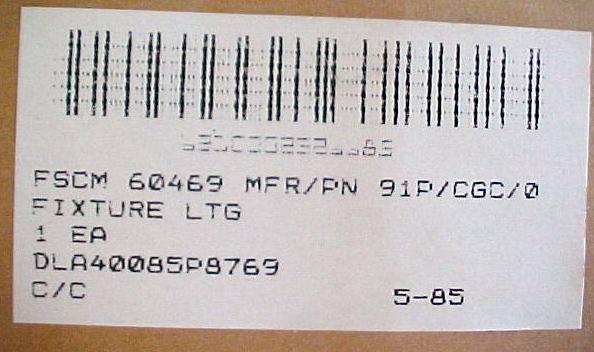 FSCM 60469 MFR/PN 91P/CGC/0
FIXTURE LTG
1 EA
DLA40085P8769
C/C 5-85